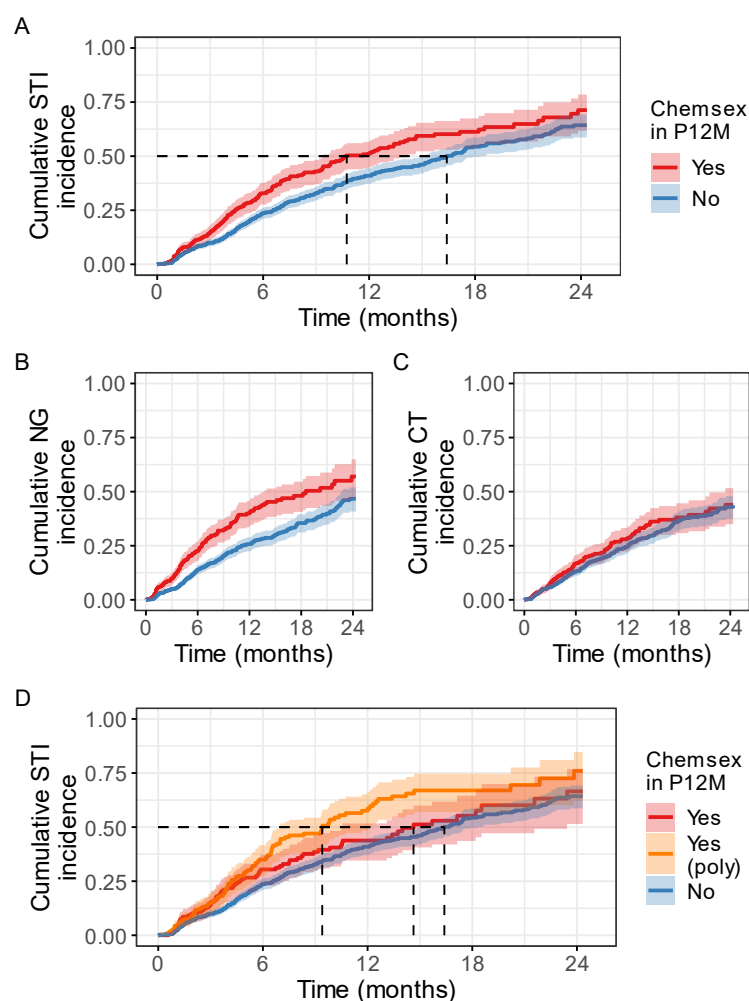 A
Cumulative STI
incidence
1.00
0.75
0.50
0.25
0.00
0 6 12 18 24
Time (months)
Chemsex
in P12M
Yes
No
B
Cumulative NG
incidence
1.00
0.75
0.50
0.25
0.00
0 6 12 18 24
Time (months)
C
Cumulative CT
incidence
1.00
0.75
0.50
0.25
0.00
0 6 12 18 24
Time (months)
D
Cumulative STI
incidence
1.00
0.75
0.50
0.25
0.00
0 6 12 18 24
Time (months)
Chemsex
in P12M
Yes
Yes
(poly)
No